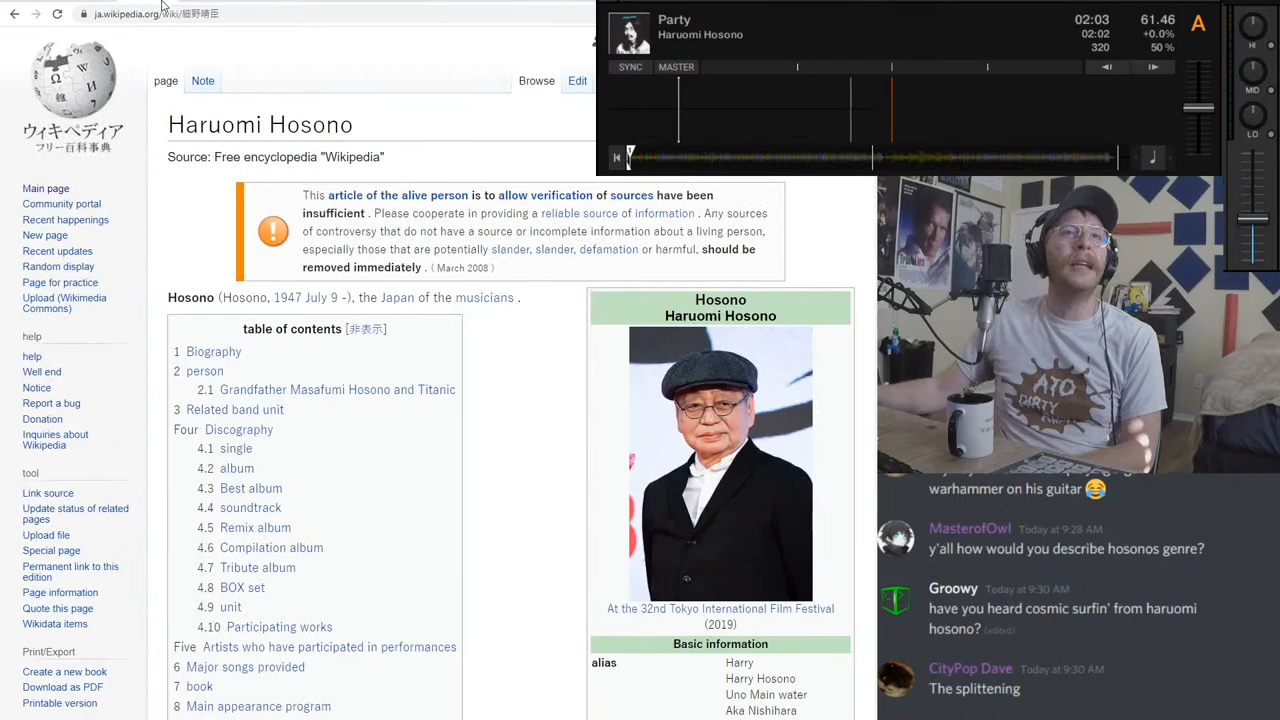 ja.wikipedia.org/wiki/細野晴臣
Party
Haruomi Hosono
02:03
02:02
320
61.46
+0.0%
50 %
A
SYNC
MASTER
HI
MID
LO
ウィキペディア
フリー百科事典
page
Note
Browse
Edit
Haruomi Hosono
Source: Free encyclopedia "Wikipedia"
This article of the alive person is to allow verification of sources have been
insufficient . Please cooperate in providing a reliable source of information . Any sources
of controversy that do not have a source or incomplete information about a living person,
especially those that are potentially slander, slander, defamation or harmful, should be
removed immediately . ( March 2008 )
Hosono (Hosono, 1947 July 9 -), the Japan of the musicians .
Main page
Community portal
Recent happenings
New page
Recent updates
Random display
Page for practice
Upload (Wikimedia
Commons)
help
help
Well end
Notice
Report a bug
Donation
Inquiries about
Wikipedia
tool
Link source
Update status of related
pages
Upload file
Special page
Permanent link to this
edition
Page information
Quote this page
Wikidata items
Print/Export
Create a new book
Download as PDF
Printable version
table of contents [非表示]
1 Biography
2 person
2.1 Grandfather Masafumi Hosono and Titanic
3 Related band unit
Four Discography
4.1 single
4.2 album
4.3 Best album
4.4 soundtrack
4.5 Remix album
4.6 Compilation album
4.7 Tribute album
4.8 BOX set
4.9 unit
4.10 Participating works
Five Artists who have participated in performances
6 Major songs provided
7 book
8 Main appearance program
Hosono
Haruomi Hosono
At the 32nd Tokyo International Film Festival
(2019)
Basic information
alias
Harry
Harry Hosono
Uno Main water
Aka Nishihara
ATO
DIRTY
warhammer on his guitar 😂
MasterofOwl Today at 9:28 AM
y'all how would you describe hosonos genre?
Groowy Today at 9:30 AM
have you heard cosmic surfin' from haruomi
hosono? (edited)
CityPop Dave Today at 9:30 AM
The splittening